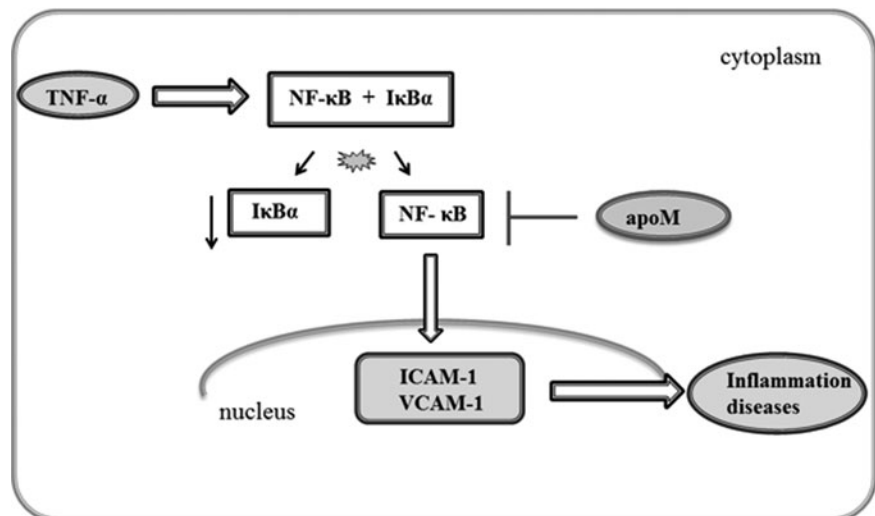 cytoplasm
TNF-α
NF-κB + IκBα
IκBα
NF- κB
apoM
ICAM-1
VCAM-1
nucleus
Inflammation
diseases